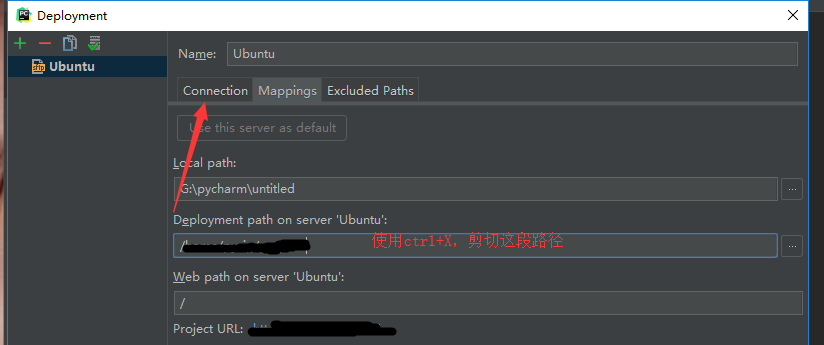 PC Deployment
Ubuntu
Name: Ubuntu
Connection Mappings Excluded Paths
Use this server as default
Local path:
G:\pycharm\untitled
...
Deployment path on server 'Ubuntu':
使用ctrl+X，剪切这段路径
...
Web path on server 'Ubuntu':
/
Project URL: